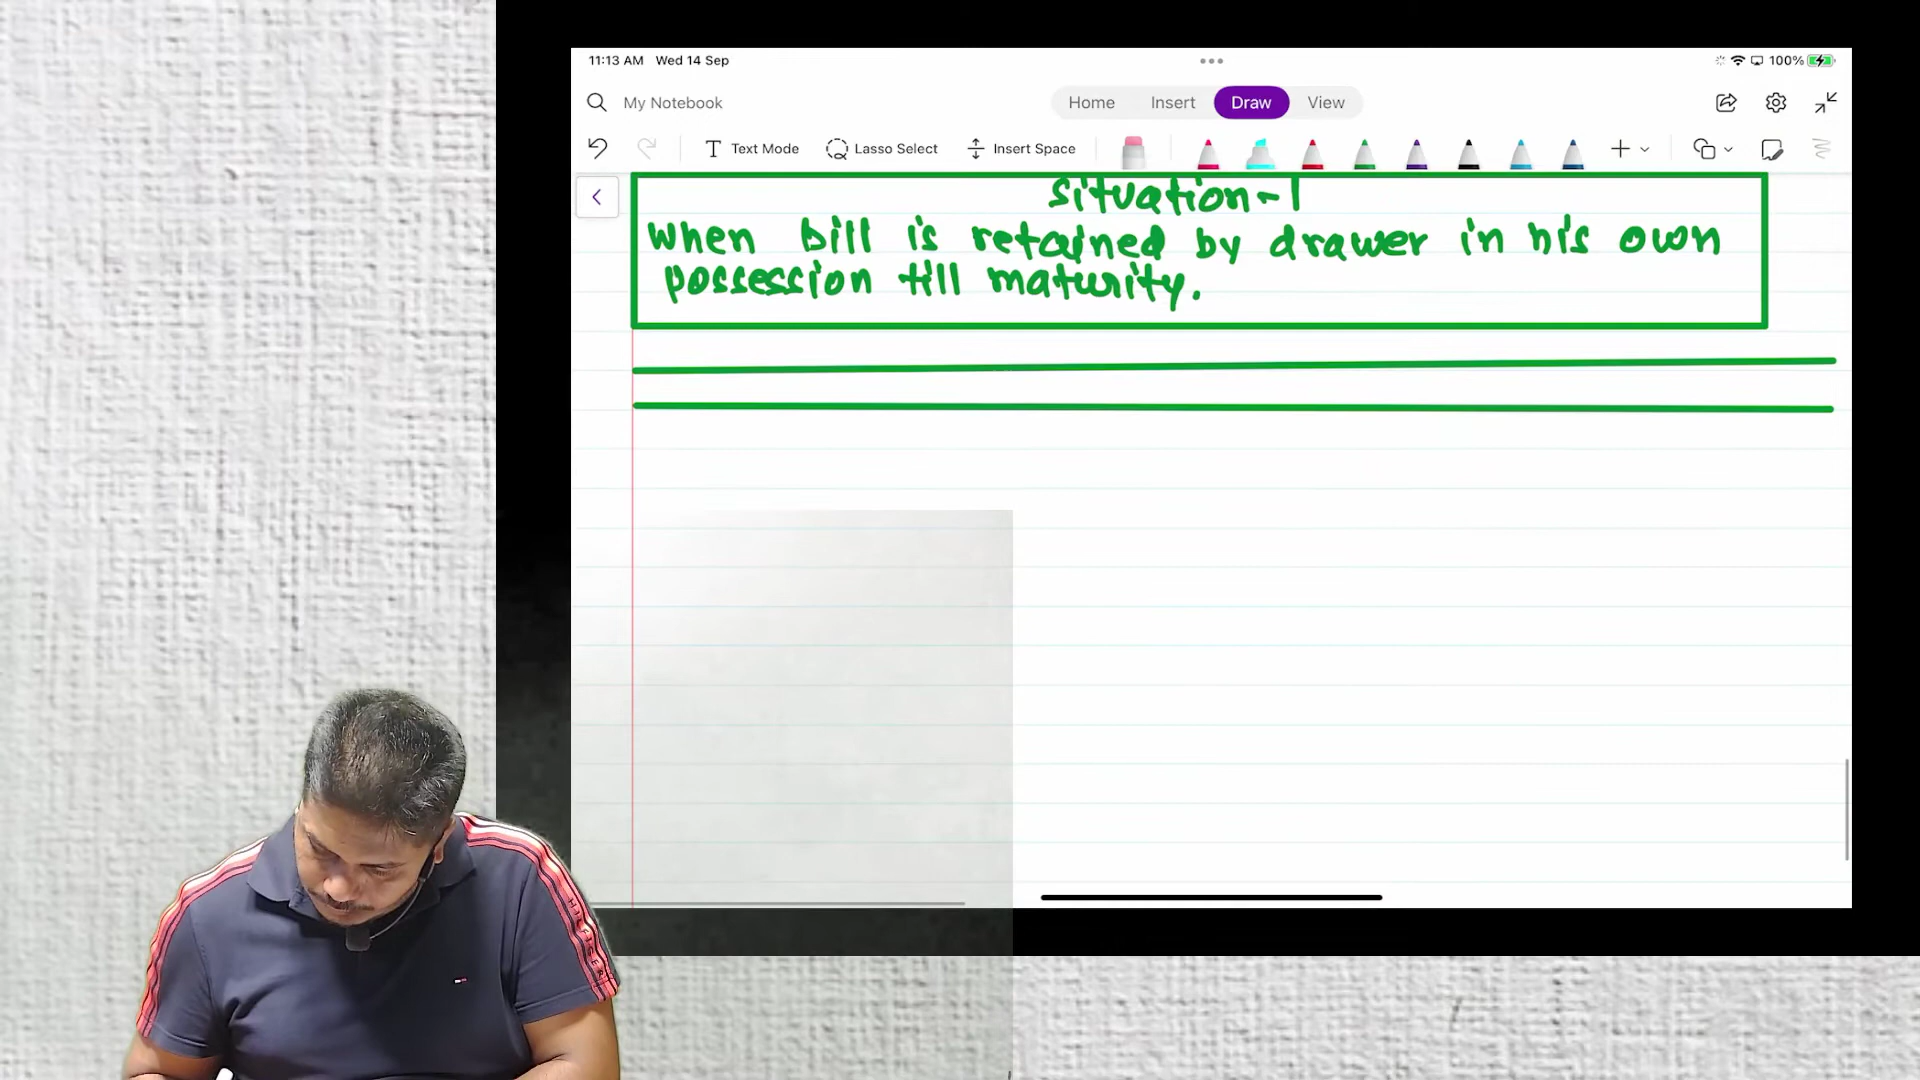 11:13 AM Wed 14 Sep
100%
My Notebook
Home Insert Draw View
Text Mode Lasso Select Insert Space
Situation-1
When bill is retained by drawer in his own
possession till maturity.